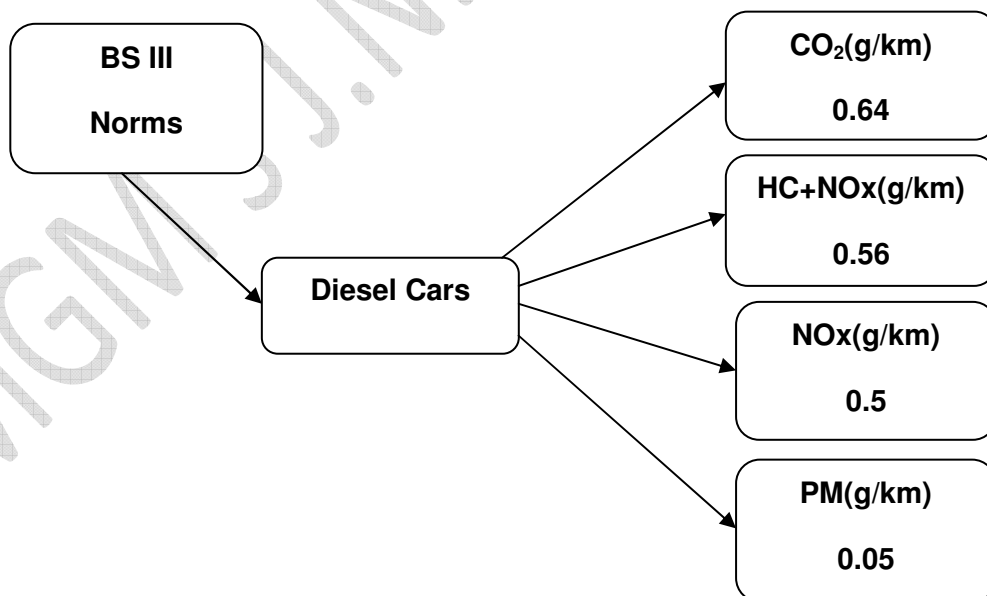 BS III
Norms
Diesel Cars
CO₂(g/km)
0.64
HC+NOx(g/km)
0.56
NOx(g/km)
0.5
PM(g/km)
0.05
MGM J.